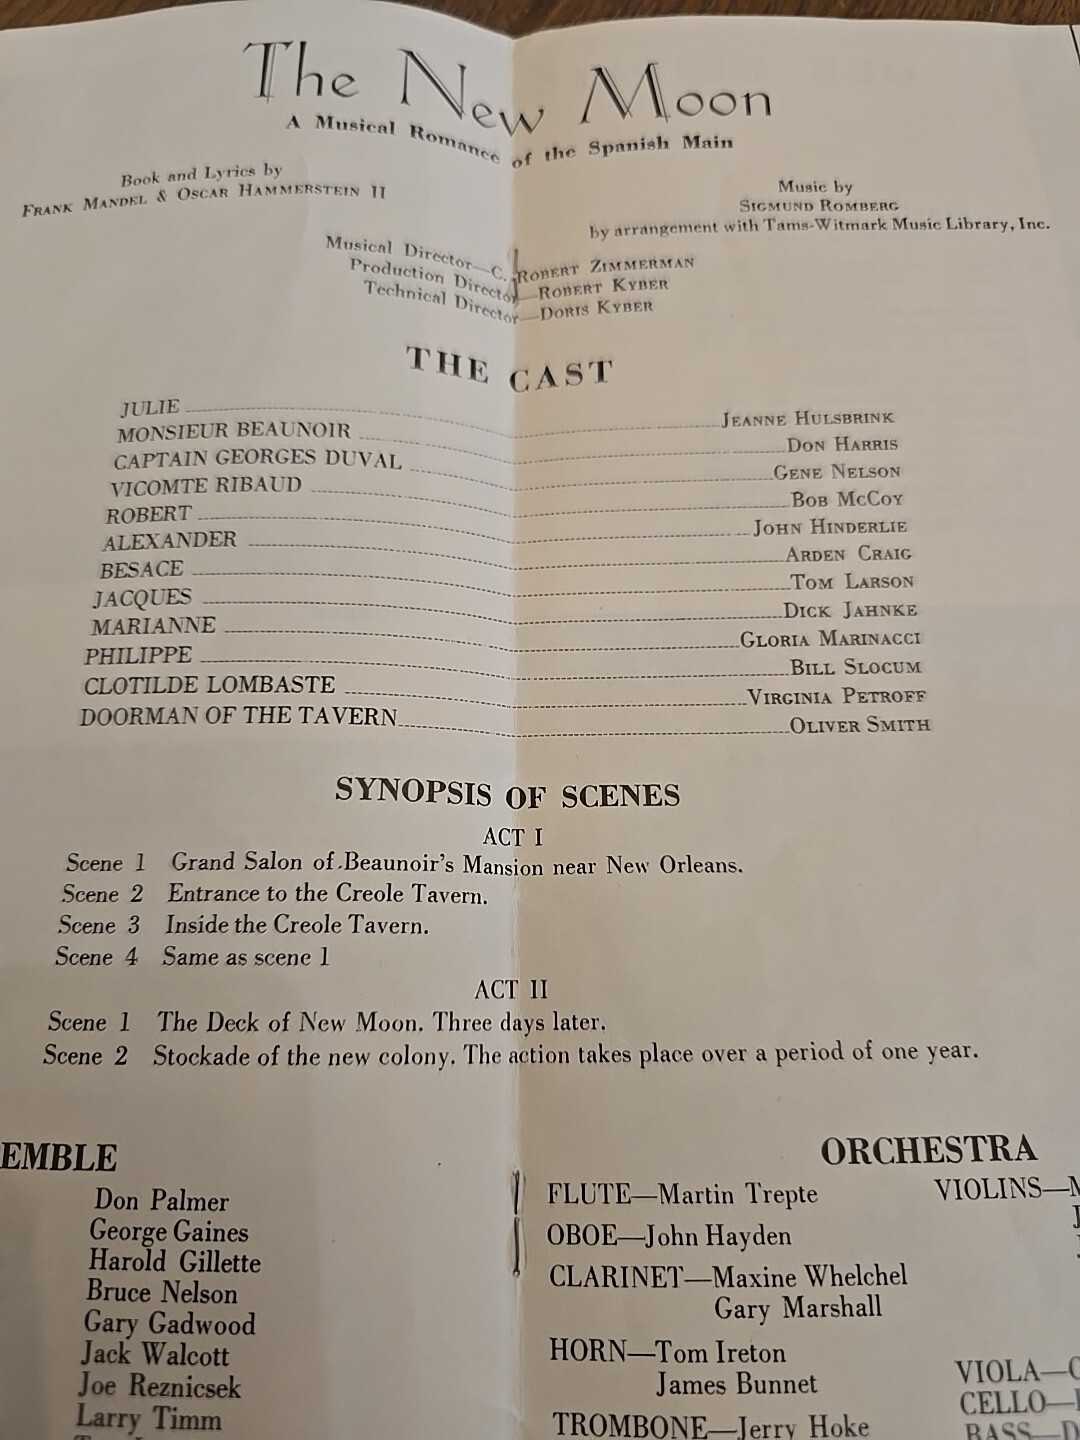 The New Moon
A Musical Romance of the Spanish Main
Book and Lyrics by
FRANK MANDEL & OSCAR HAMMERSTEIN II
Music by
SIGMUND ROMBERG
by arrangement with Tams-Witmark Music Library, Inc.
Musical Director—C. ROBERT ZIMMERMAN
Production Director—ROBERT KYBER
Technical Director—DORIS KYBER
THE CAST
JULIE JEANNE HULSBRINK
MONSIEUR BEAUNOIR DON HARRIS
CAPTAIN GEORGES DUVAL GENE NELSON
VICOMTE RIBAUD BOB MCCOY
ROBERT JOHN HINDERLIE
ALEXANDER ARDEN CRAIG
BESACE TOM LARSON
JACQUES DICK JAHNKE
MARIANNE GLORIA MARINACCI
PHILIPPE BILL SLOCUM
CLOTILDE LOMBASTE VIRGINIA PETROFF
DOORMAN OF THE TAVERN OLIVER SMITH
SYNOPSIS OF SCENES
ACT I
Scene 1 Grand Salon of Beaunoir's Mansion near New Orleans.
Scene 2 Entrance to the Creole Tavern.
Scene 3 Inside the Creole Tavern.
Scene 4 Same as scene 1
ACT II
Scene 1 The Deck of New Moon. Three days later.
Scene 2 Stockade of the new colony. The action takes place over a period of one year.
EMBLE
Don Palmer
George Gaines
Harold Gillette
Bruce Nelson
Gary Gadwood
Jack Walcott
Joe Reznicsek
Larry Timm
ORCHESTRA
FLUTE—Martin Trepte
OBOE—John Hayden
CLARINET—Maxine Whelchel
Gary Marshall
HORN—Tom Ireton
James Bunnet
TROMBONE—Jerry Hoke
VIOLINS—
VIOLA—
CELLO—
BASS—